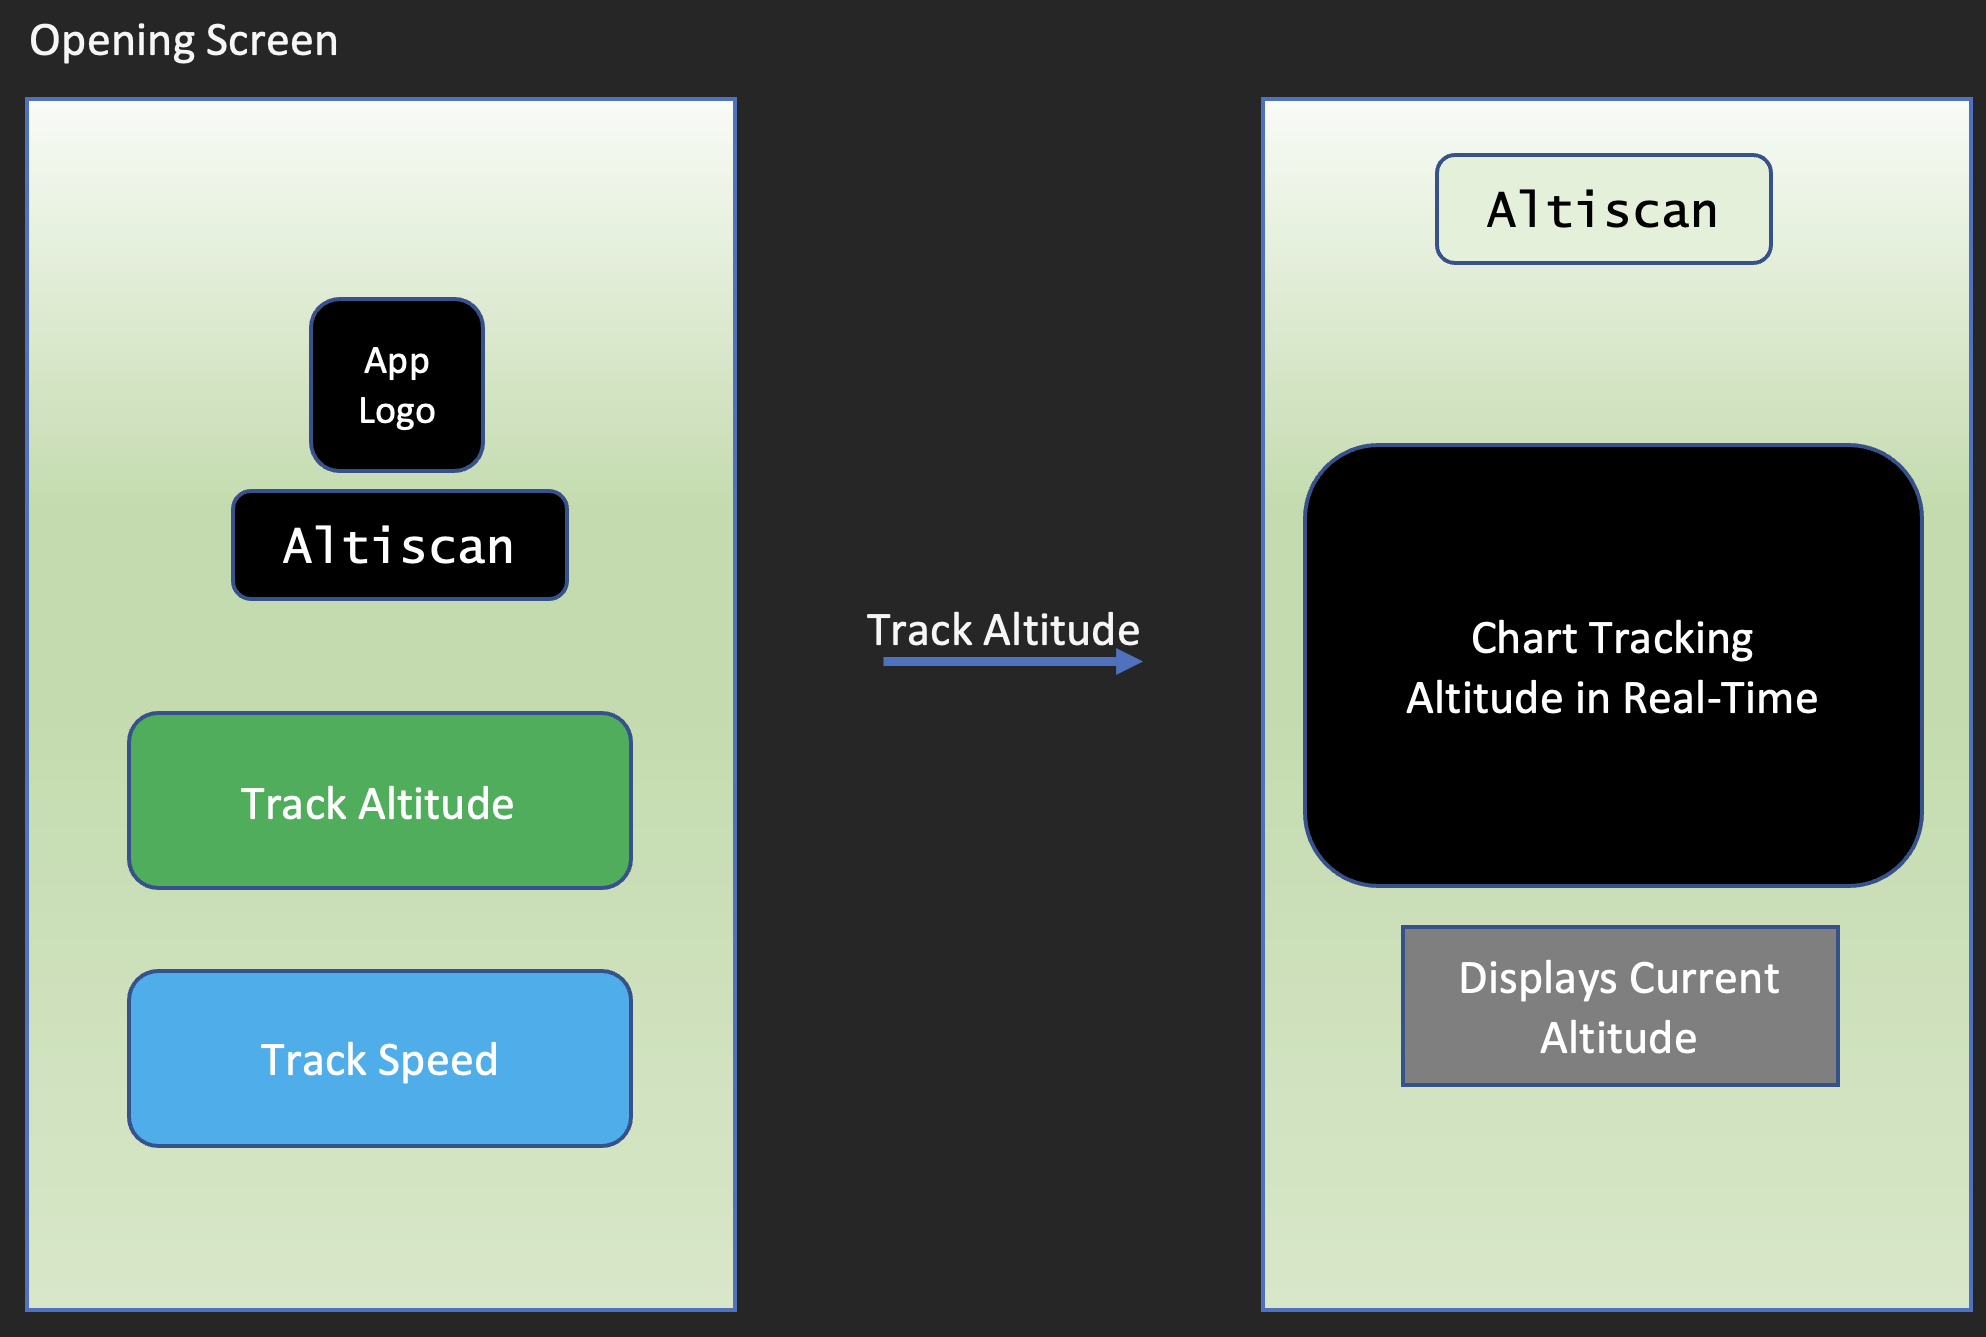 Opening Screen
App
Logo
Altiscan
Track Altitude
Track Speed
Track Altitude
Altiscan
Chart Tracking
Altitude in Real-Time
Displays Current
Altitude